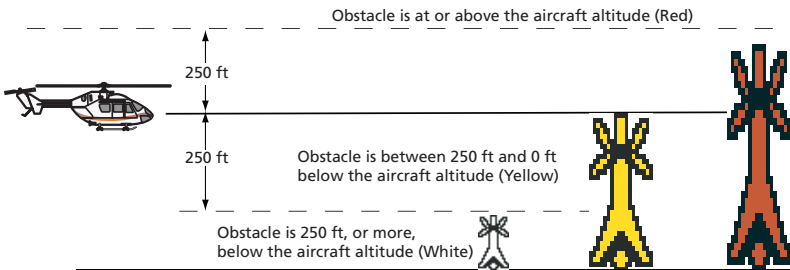 Obstacle is at or above the aircraft altitude (Red)
250 ft
250 ft
Obstacle is between 250 ft and 0 ft
below the aircraft altitude (Yellow)
Obstacle is 250 ft, or more,
below the aircraft altitude (White)